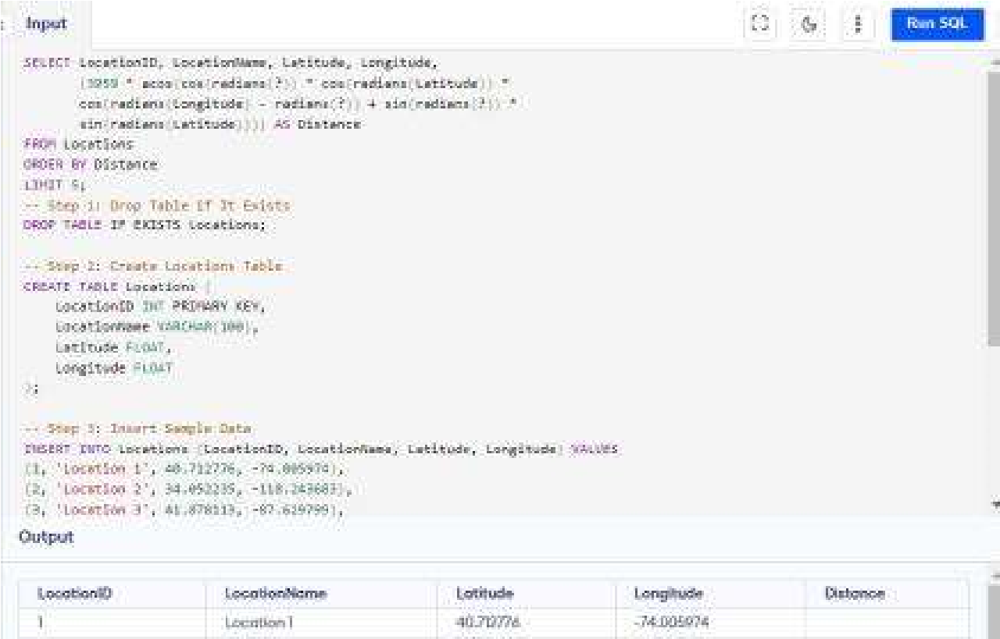 Input
Run SQL
SELECT LocationID, LocationName, Latitude, Longitude,
(3959 * acos(cos(radians(?)) * cos(radians(Latitude)) *
cos(radians(Longitude) - radians(?)) + sin(radians(?)) *
sin(radians(Latitude)))) AS Distance
FROM Locations
ORDER BY Distance
LIMIT 5;
-- Step 1: Drop Table If It Exists
DROP TABLE IF EXISTS Locations;
-- Step 2: Create Locations Table
CREATE TABLE Locations (
LocationID INT PRIMARY KEY,
LocationName VARCHAR(100),
Latitude FLOAT,
Longitude FLOAT
);
-- Step 3: Insert Sample Data
INSERT INTO Locations (LocationID, LocationName, Latitude, Longitude) VALUES
(1, 'Location 1', 40.712776, -74.005974),
(2, 'Location 2', 34.052235, -118.243683),
(3, 'Location 3', 41.878113, -87.629799),
Output
LocationID LocationName Latitude Longitude Distance
1 Location 1 40.712776 -74.005974